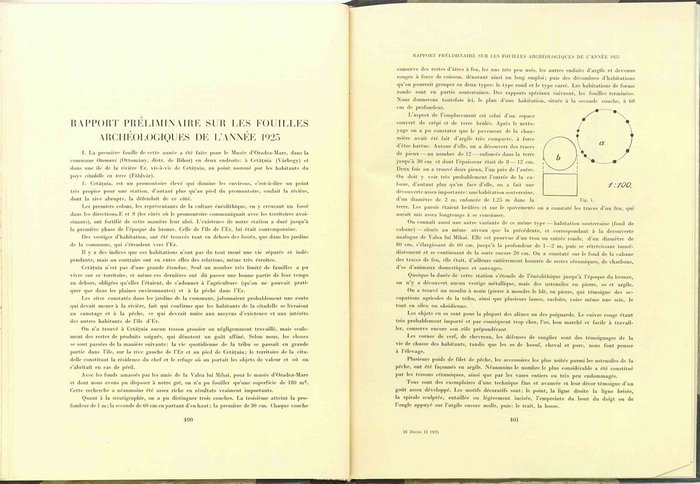 RAPPORT PRÉLIMINAIRE SUR LES FOUILLES
ARCHÉOLOGIQUES DE L'ANNÉE 1925
I. La première fouille de cette année a été faite pour le Musée d'Oradea-Mare, dans la
commune Otomani (Ottomány, distr. de Bihor) en deux endroits: à Cetățuia (Várhegy) et
dans une île de la rivière Er, vis-à-vis de Cetățuia, au point nommé par les habitants du
pays citadelle en terre (Földvár).
1. Cetățuia, est un promontoire élevé qui domine les environs, c'est-à-dire un point
très propice pour une station, d'autant plus qu'au pied du promontoire, coulait la rivière,
dont la rive abrupte, la défendait de ce côté.
Les premiers colons, les représentants de la culture énéolithique, en y creusant un fossé
dans les directions E et S (les côtés où le promontoire communiquait avec les territoires avoi-
sinants), ont fortifié de cette manière leur abri. L'existence de notre station a duré jusqu'à
la première phase de l'époque du bronze. Celle de l'île de l'Er, lui était contemporaine.
Des vestiges d'habitation, ont été trouvés tant en dehors des fossés, que dans les jardins
de la commune, qui s'étendent vers l'Er.
Il y a des indices que ces habitations n'ont pas du tout mené une vie séparée et indé-
pendante, mais au contraire ont eu entre elles des relations, même très étroites.
Cetățuia n'est pas d'une grande étendue. Seul un nombre très limité de familles a pu
vivre sur ce territoire, et même ces dernières ont dû passer une bonne partie de leur temps
au dehors, obligées qu'elles l'étaient, de s'adonner à l'agriculture (qu'on ne pouvait prati-
quer que dans les plaines environnantes) et à la pêche dans l'Er.
Les sites constatés dans les jardins de la commune, jalonnaient probablement une route
qui devait mener à la rivière, fait qui confirme que les habitants de la citadelle se livraient
au canotage et à la pêche, ce qui devrait nuire aux moyens d'existence et aux intérêts
des autres habitants de l'île d'Er.
On n'a trouvé à Cetățuia aucun tesson grossier ou négligemment travaillé, mais seule-
ment des restes de produits soignés, qui dénotent un goût affiné. Selon nous, les choses
se sont passées de la manière suivante: la vie quotidienne de la tribu se passait en grande
partie dans l'île, sur la rive gauche de l'Er et au pied de Cetățuia; le territoire de la cita-
delle constituait la résidence du chef et le refuge où on portait les objets de valeur et où on
s'abritait en cas de péril.
Avec les fonds amassés par les amis de la Valea lui Mihai, pour le musée d'Oradea-Mare
et dont nous avons pu disposer à notre gré, on n'a pu fouiller qu'une superficie de 180 m².
Cette recherche a néanmoins été assez riche en résultats vraiment importants.
Quant à la stratigraphie, on a pu distinguer trois couches. La troisième atteint la pro-
fondeur de 1 m; la seconde de 60 cm en partant d'en haut; la première de 30 cm. Chaque couche
400
RAPPORT PRÉLIMINAIRE SUR LES FOUILLES ARCHÉOLOGIQUES DE L'ANNÉE 1925
conserve des restes d'âtres à feu, les uns très peu usés, les autres enduits d'argile et devenus
rouges à force de cuisson, dénotant ainsi un long emploi; puis des décombres d'habitations
qu'on pourrait grouper en deux types: le type rond et le type carré. Les habitations de forme
ronde sont en partie souterraines. Des rapports spéciaux suivront, les fouilles terminées.
Nous donnerons toutefois ici, le plan d'une habitation, située à la seconde couche, à 60
cm de profondeur.
L'aspect de l'emplacement est celui d'un espace
couvert de crépi et de terre brûlée. Après le netto-
yage on a pu constater que le pavement de la chau-
mière avait été fait d'argile très compacte, à force
d'être battue. Autour d'elle, on a découvert des traces
de pieux — au nombre de 12 — enfoncés dans la terre
jusqu'à 30 cm et dont l'épaisseur était de 8 — 12 cm.
Deux fois on a trouvé deux pieux, l'un près de l'autre.
On doit y voir très probablement l'entrée de la ca-
bane, d'autant plus qu'en face d'elle, on a fait une
découverte assez importante: une habitation souterraine,
d'un diamètre de 2 m, enfoncée de 1,25 m dans la
terre. Les parois étaient brûlées et sur le pavement on a constaté les traces d'un feu, qui
aurait mis assez longtemps à se consumer.
a
a
1:100.
Fig. 1.
On connaît aussi une autre variante de ce même type — habitation souterraine (fond de
cabane) — située au même niveau que la précédente, et correspondant à la découverte
analogue de Valea lui Mihai. Elle est pourvue d'un trou en entrée ronde, d'un diamètre de
80 cm, s'élargissant de 60 cm, jusqu'à la profondeur de 1—2 m, puis se rétrécissant immé-
diatement et se continuant de la sorte encore 20 cm. On a constaté sur le fond de la cabane
des traces de feu, elle était, d'ailleurs entièrement bourrée de restes céramiques, de charbons,
d'os d'animaux domestiques et sauvages.
Quoique la durée de cette station s'étende de l'énéolithique jusqu'à l'époque du bronze,
on n'y a découvert aucun vestige métallique, mais des ustensiles en pierre, os et argile.
On a trouvé un moulin à main (pierre à moudre le blé, en pierre, qui témoigne des oc-
cupations agricoles de la tribu, ainsi que plusieurs lames, racloirs, voire même une scie, le
tout en silex ou obsidienne.
Les objets en os sont pour la plupart des alènes ou des poignards. Le cuivre rouge étant
très probablement importé et par conséquent trop cher, l'os, bon marché et facile à travail-
ler, conserve encore son rôle prépondérant.
Les cornes de cerf, de chevreur, les défenses de sanglier sont des témoignages de la
vie de chasse des habitants, tandis que les os de boeuf, cheval et porc, nous font penser
à l'élevage.
Plusieurs poids de filet de pêche, les accessoires les plus usités parmi les ustensiles de la
pêche, ont été façonnés en argile. Néanmoins le nombre le plus considérable a été constitué
par les tessons céramiques, ainsi que par les vases entiers ou très peu endommagés.
Tous sont des exemplaires d'une technique fine et avancée et leur décor témoigne d'un
goût assez développé. Les motifs décoratifs sont: le point, la ligne droite la ligne brisée,
la spirale sculptée, entaillée ou légèrement incisée, l'empreinte du bout du doigt ou de
l'ongle appuyé sur l'argile encore molle, puis: le trait, la bosse.
401
26 Dacia II 1925